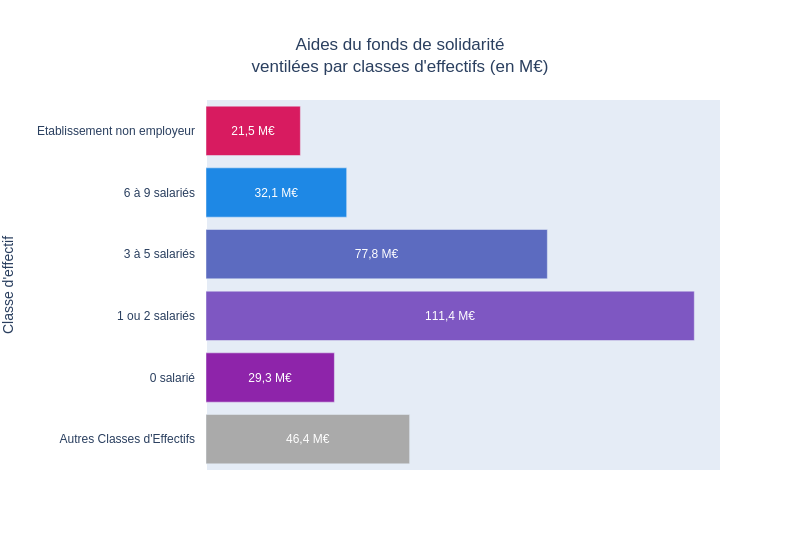 Aides du fonds de solidarité
ventilées par classes d'effectifs (en M€)
Classe d'effectif
Etablissement non employeur
21,5 M€
6 à 9 salariés
32,1 M€
3 à 5 salariés
77,8 M€
1 ou 2 salariés
111,4 M€
0 salarié
29,3 M€
Autres Classes d'Effectifs
46,4 M€